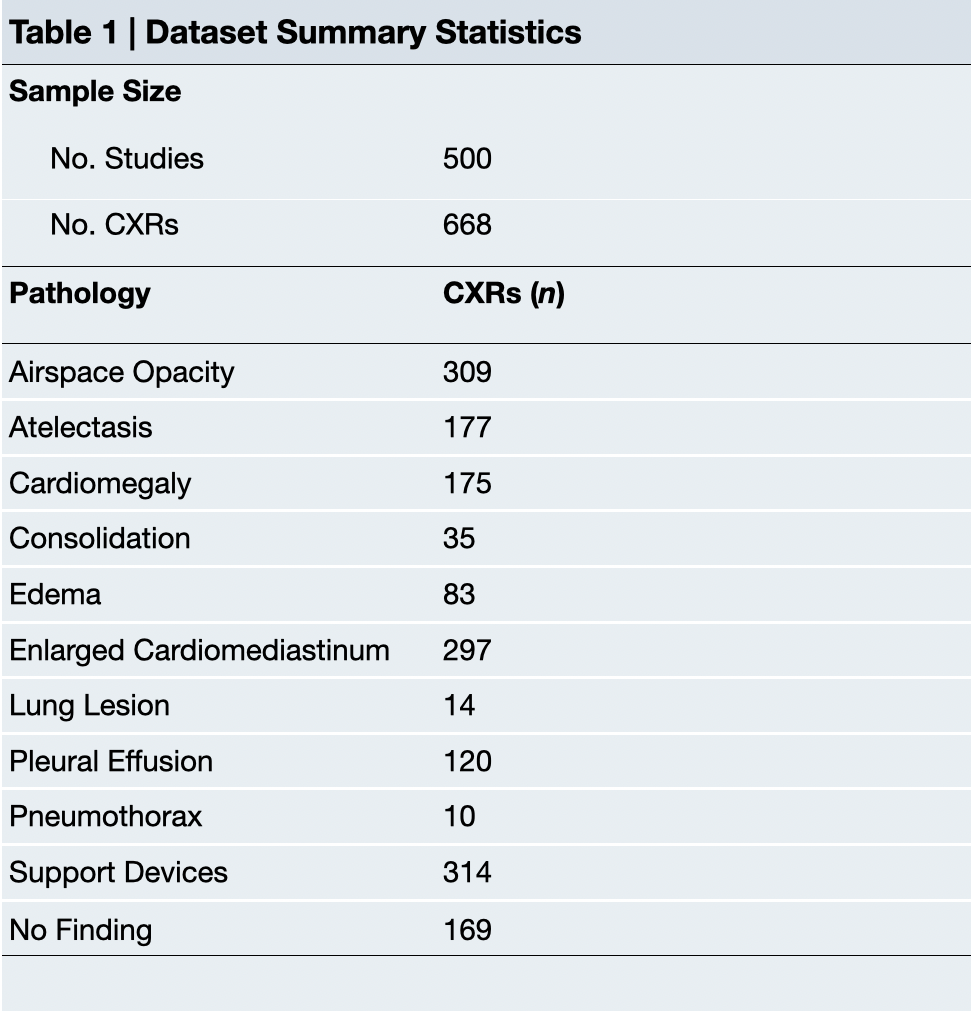 Table 1 | Dataset Summary Statistics
Sample Size
No. Studies 500
No. CXRs 668
Pathology CXRs (n)
Airspace Opacity 309
Atelectasis 177
Cardiomegaly 175
Consolidation 35
Edema 83
Enlarged Cardiomediastinum 297
Lung Lesion 14
Pleural Effusion 120
Pneumothorax 10
Support Devices 314
No Finding 169